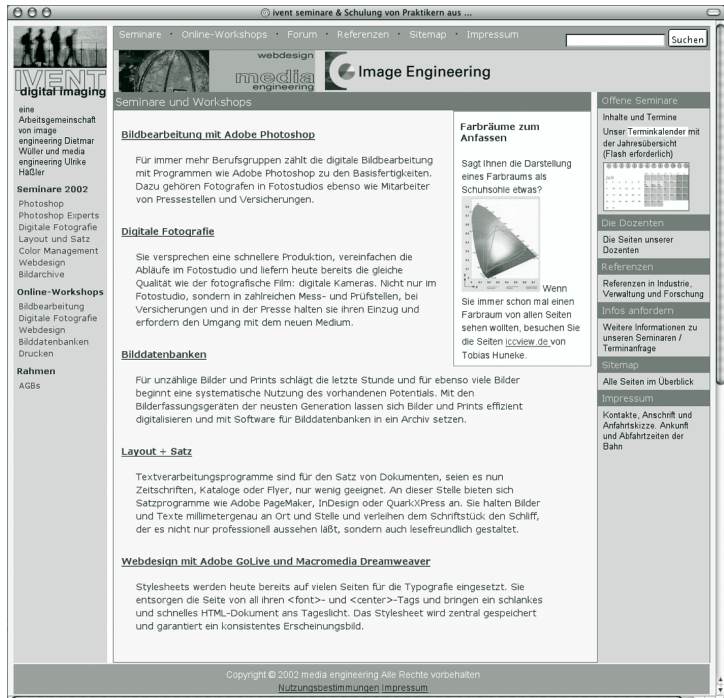 ivent seminare & Schulung von Praktikern aus ...
Seminare · Online-Workshops · Forum · Referenzen · Sitemap · Impressum
Suchen
IVENT
digital imaging
webdesign
media
engineering
Image Engineering
eine
Arbeitsgemeinschaft
von image
engineering Dietmar
Wüller und media
engineering Ulrike
Häßler
Seminare 2002
Photoshop
Photoshop Experts
Digitale Fotografie
Layout und Satz
Color Management
Webdesign
Bildarchive
Online-Workshops
Bildbearbeitung
Digitale Fotografie
Webdesign
Bilddatenbanken
Drucken
Rahmen
AGBs
Seminare und Workshops
Bildbearbeitung mit Adobe Photoshop
Für immer mehr Berufsgruppen zählt die digitale Bildbearbeitung
mit Programmen wie Adobe Photoshop zu den Basisfertigkeiten.
Dazu gehören Fotografen in Fotostudios ebenso wie Mitarbeiter
von Pressestellen und Versicherungen.
Digitale Fotografie
Sie versprechen eine schnellere Produktion, vereinfachen die
Abläufe im Fotostudio und liefern heute bereits die gleiche
Qualität wie der fotografische Film: digitale Kameras. Nicht nur im
Fotostudio, sondern in zahlreichen Mess- und Prüfstellen, bei
Versicherungen und in der Presse halten sie ihren Einzug und
erfordern den Umgang mit dem neuen Medium.
Bilddatenbanken
Für unzählige Bilder und Prints schlägt die letzte Stunde und für ebenso viele Bilder
beginnt eine systematische Nutzung des vorhandenen Potentials. Mit den
Bilderfassungsgeräten der neusten Generation lassen sich Bilder und Prints effizient
digitalisieren und mit Software für Bilddatenbanken in ein Archiv setzen.
Layout + Satz
Textverarbeitungsprogramme sind für den Satz von Dokumenten, seien es nun
Zeitschriften, Kataloge oder Flyer, nur wenig geeignet. An dieser Stelle bieten sich
Satzprogramme wie Adobe PageMaker, InDesign oder QuarkXPress an. Sie halten Bilder
und Texte millimetergenau an Ort und Stelle und verleihen dem Schriftstück den Schliff,
der es nicht nur professionell aussehen läßt, sondern auch lesefreundlich gestaltet.
Webdesign mit Adobe GoLive und Macromedia Dreamweaver
Stylesheets werden heute bereits auf vielen Seiten für die Typografie eingesetzt. Sie
entsorgen die Seite von all ihren <font>- und <center>-Tags und bringen ein schlankes
und schnelles HTML-Dokument ans Tageslicht. Das Stylesheet wird zentral gespeichert
und garantiert ein konsistentes Erscheinungsbild.
Farbräume zum
Anfassen
Sagt Ihnen die Darstellung
eines Farbraums als
Schuhsohle etwas?
Wenn
Sie immer schon mal einen
Farbraum von allen Seiten
sehen wollten, besuchen Sie
die Seiten iccview.de von
Tobias Huneke.
Offene Seminare
Inhalte und Termine
Unser Terminkalender mit
der Jahresübersicht
(Flash erforderlich)
Die Dozenten
Die Seiten unserer
Dozenten
Referenzen
Referenzen in Industrie,
Verwaltung und Forschung
Infos anfordern
Weitere Informationen zu
unseren Seminaren /
Terminanfrage
Sitemap
Alle Seiten im Überblick
Impressum
Kontakte, Anschrift und
Anfahrtskizze. Ankunft
und Abfahrtzeiten der
Bahn
Copyright © 2002 media engineering Alle Rechte vorbehalten
Nutzungsbestimmungen Impressum